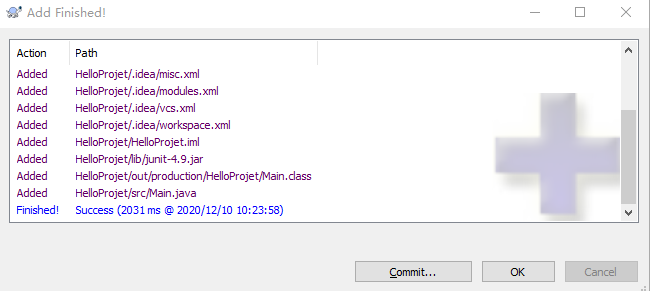 Add Finished!
Action Path
Added HelloProjet/.idea/misc.xml
Added HelloProjet/.idea/modules.xml
Added HelloProjet/.idea/vcs.xml
Added HelloProjet/.idea/workspace.xml
Added HelloProjet/HelloProjet.iml
Added HelloProjet/lib/junit-4.9.jar
Added HelloProjet/out/production/HelloProjet/Main.class
Added HelloProjet/src/Main.java
Finished! Success (2031 ms @ 2020/12/10 10:23:58)
Commit... OK Cancel